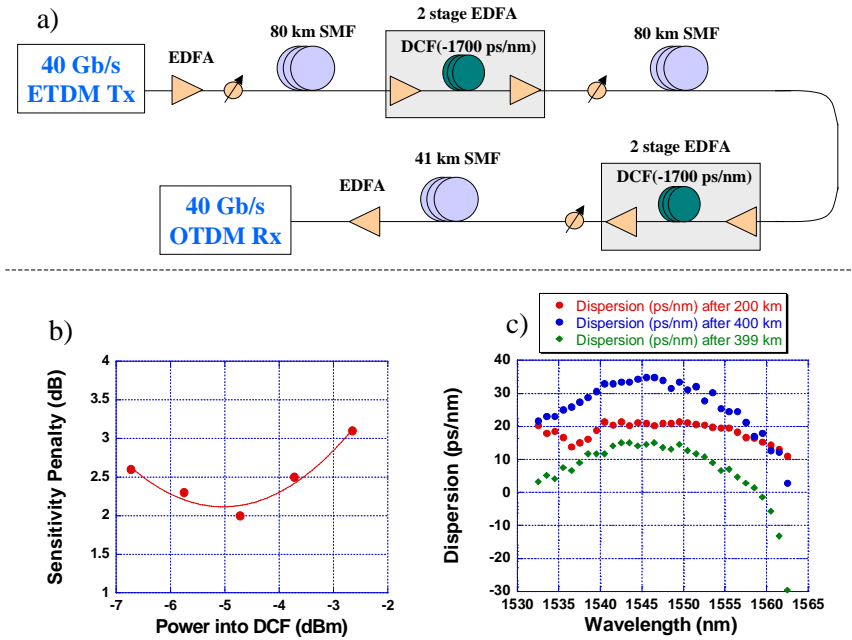 a)
2 stage EDFA
80 km SMF
80 km SMF
EDFA
DCF(-1700 ps/nm)
40 Gb/s
ETDM Tx
2 stage EDFA
41 km SMF
DCF(-1700 ps/nm)
EDFA
40 Gb/s
OTDM Rx
b)
4
3.5
3
2.5
2
1.5
1
Sensitivity Penalty (dB)
-7
-6
-5
-4
-3
-2
Power into DCF (dBm)
Dispersion (ps/nm) after 200 km
Dispersion (ps/nm) after 400 km
Dispersion (ps/nm) after 399 km
c)
40
30
20
10
0
-10
-20
-30
Dispersion (ps/nm)
1530
1535
1540
1545
1550
1555
1560
1565
Wavelength (nm)